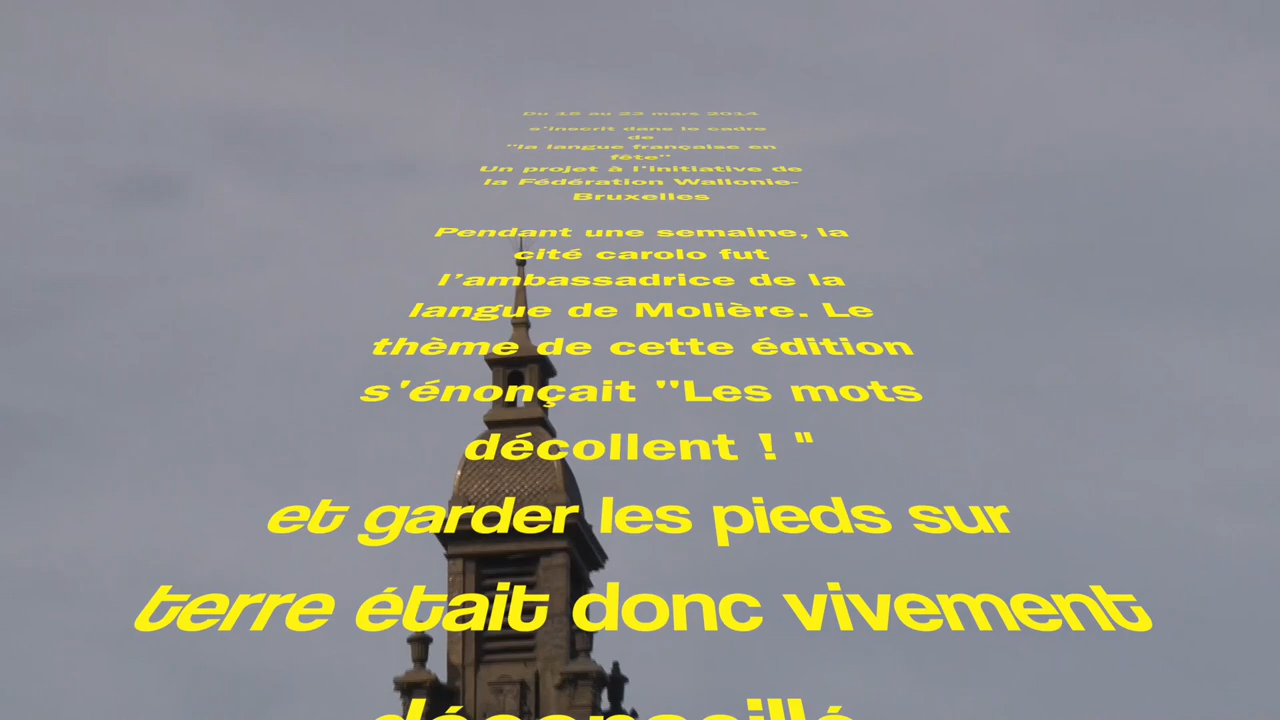 Du 15 au 23 mars 2014
s'inscrit dans le cadre
de
"la langue française en
fête"
Un projet à l'initiative de
la Fédération Wallonie-
Bruxelles
Pendant une semaine, la
cité carolo fut
l'ambassadrice de la
langue de Molière. Le
thème de cette édition
s'énonçait "Les mots
décollent ! "
et garder les pieds sur
terre était donc vivement
déconseillé